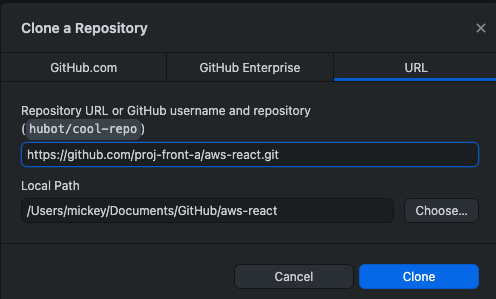 Clone a Repository
GitHub.com
GitHub Enterprise
URL
Repository URL or GitHub username and repository
(hubot/cool-repo)
https://github.com/proj-front-a/aws-react.git
Local Path
/Users/mickey/Documents/GitHub/aws-react
Choose...
Cancel
Clone